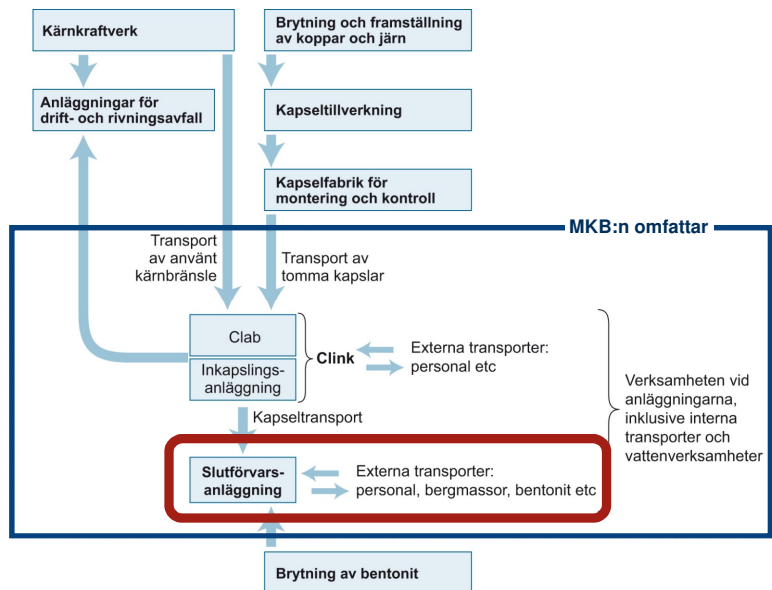 Kärnkraftverk
Brytning och framställning
av koppar och järn
Anläggningar för
drift- och rivningsavfall
Kapseltillverkning
Kapselfabrik för
montering och kontroll
MKB:n omfattar
Transport
av använt
kärnbränsle
Transport av
tomma kapslar
Clab
Inkapslings-
anläggning
Clink
Externa transporter:
personal etc
Verksamheten vid
anläggningarna,
inklusive interna
transporter och
vattenverksamheter
Kapseltransport
Slutförvars-
anläggning
Externa transporter:
personal, bergmassor, bentonit etc
Brytning av bentonit